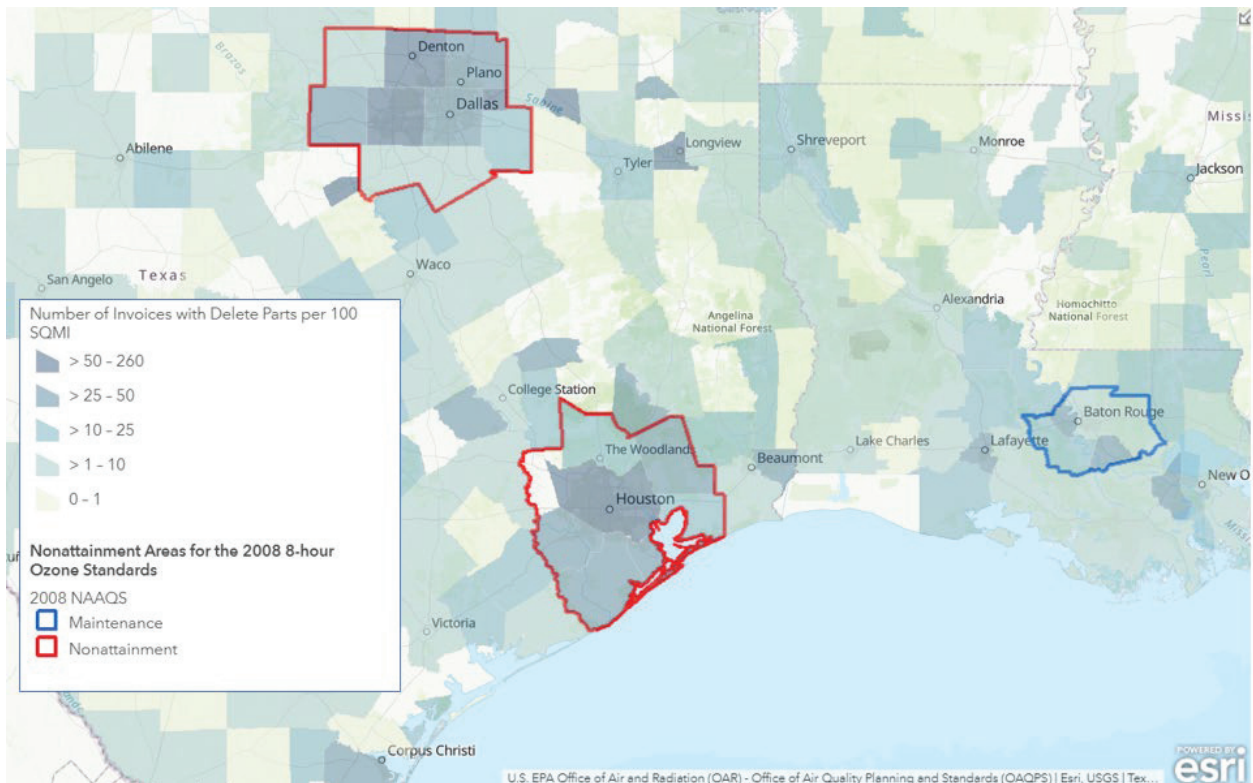 Brazos
Denton
Plano
Dallas
Sabine
Abilene
Longview
Tyler
Shreveport
Monroe
Jackson
Pearl
Waco
San Angelo
Texas
Alexandria
Angelina
National Forest
Homochitto
National Forest
Number of Invoices with Delete Parts per 100
SQMI
> 50 - 260
> 25 - 50
> 10 - 25
> 1 - 10
0 - 1
Nonattainment Areas for the 2008 8-hour
Ozone Standards
2008 NAAQS
Maintenance
Nonattainment
College Station
The Woodlands
Houston
Beaumont
Lake Charles
Lafayette
Baton Rouge
New O
Victoria
Corpus Christi
U.S. EPA Office of Air and Radiation (OAR) - Office of Air Quality Planning and Standards (OAQPS) | Esri, USGS | Tex...
POWERED BY
esri